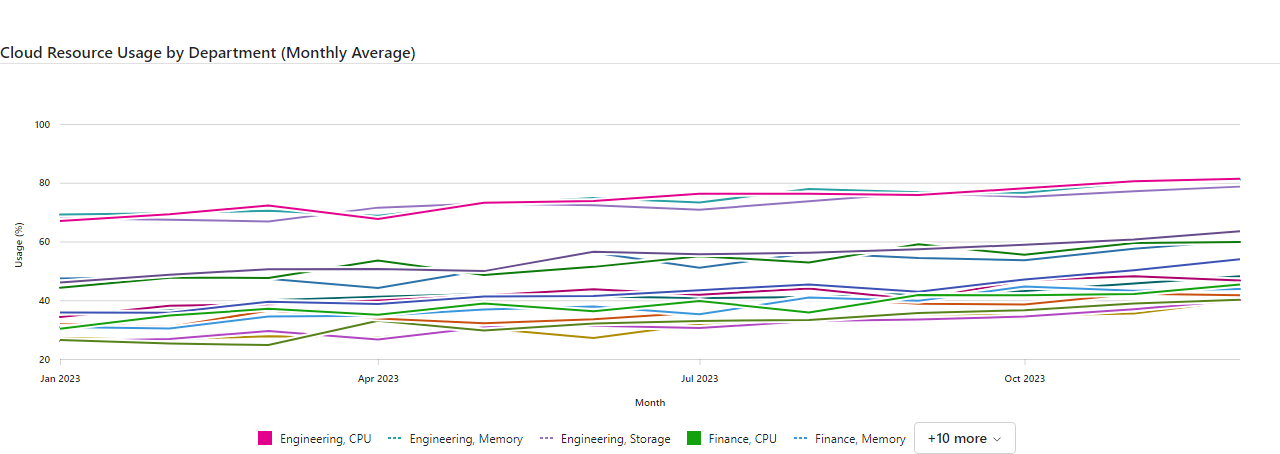 Cloud Resource Usage by Department (Monthly Average)
100
80
60
40
20
Usage (%)
Jan 2023 Apr 2023 Jul 2023 Oct 2023
Month
Engineering, CPU Engineering, Memory Engineering, Storage Finance, CPU Finance, Memory +10 more